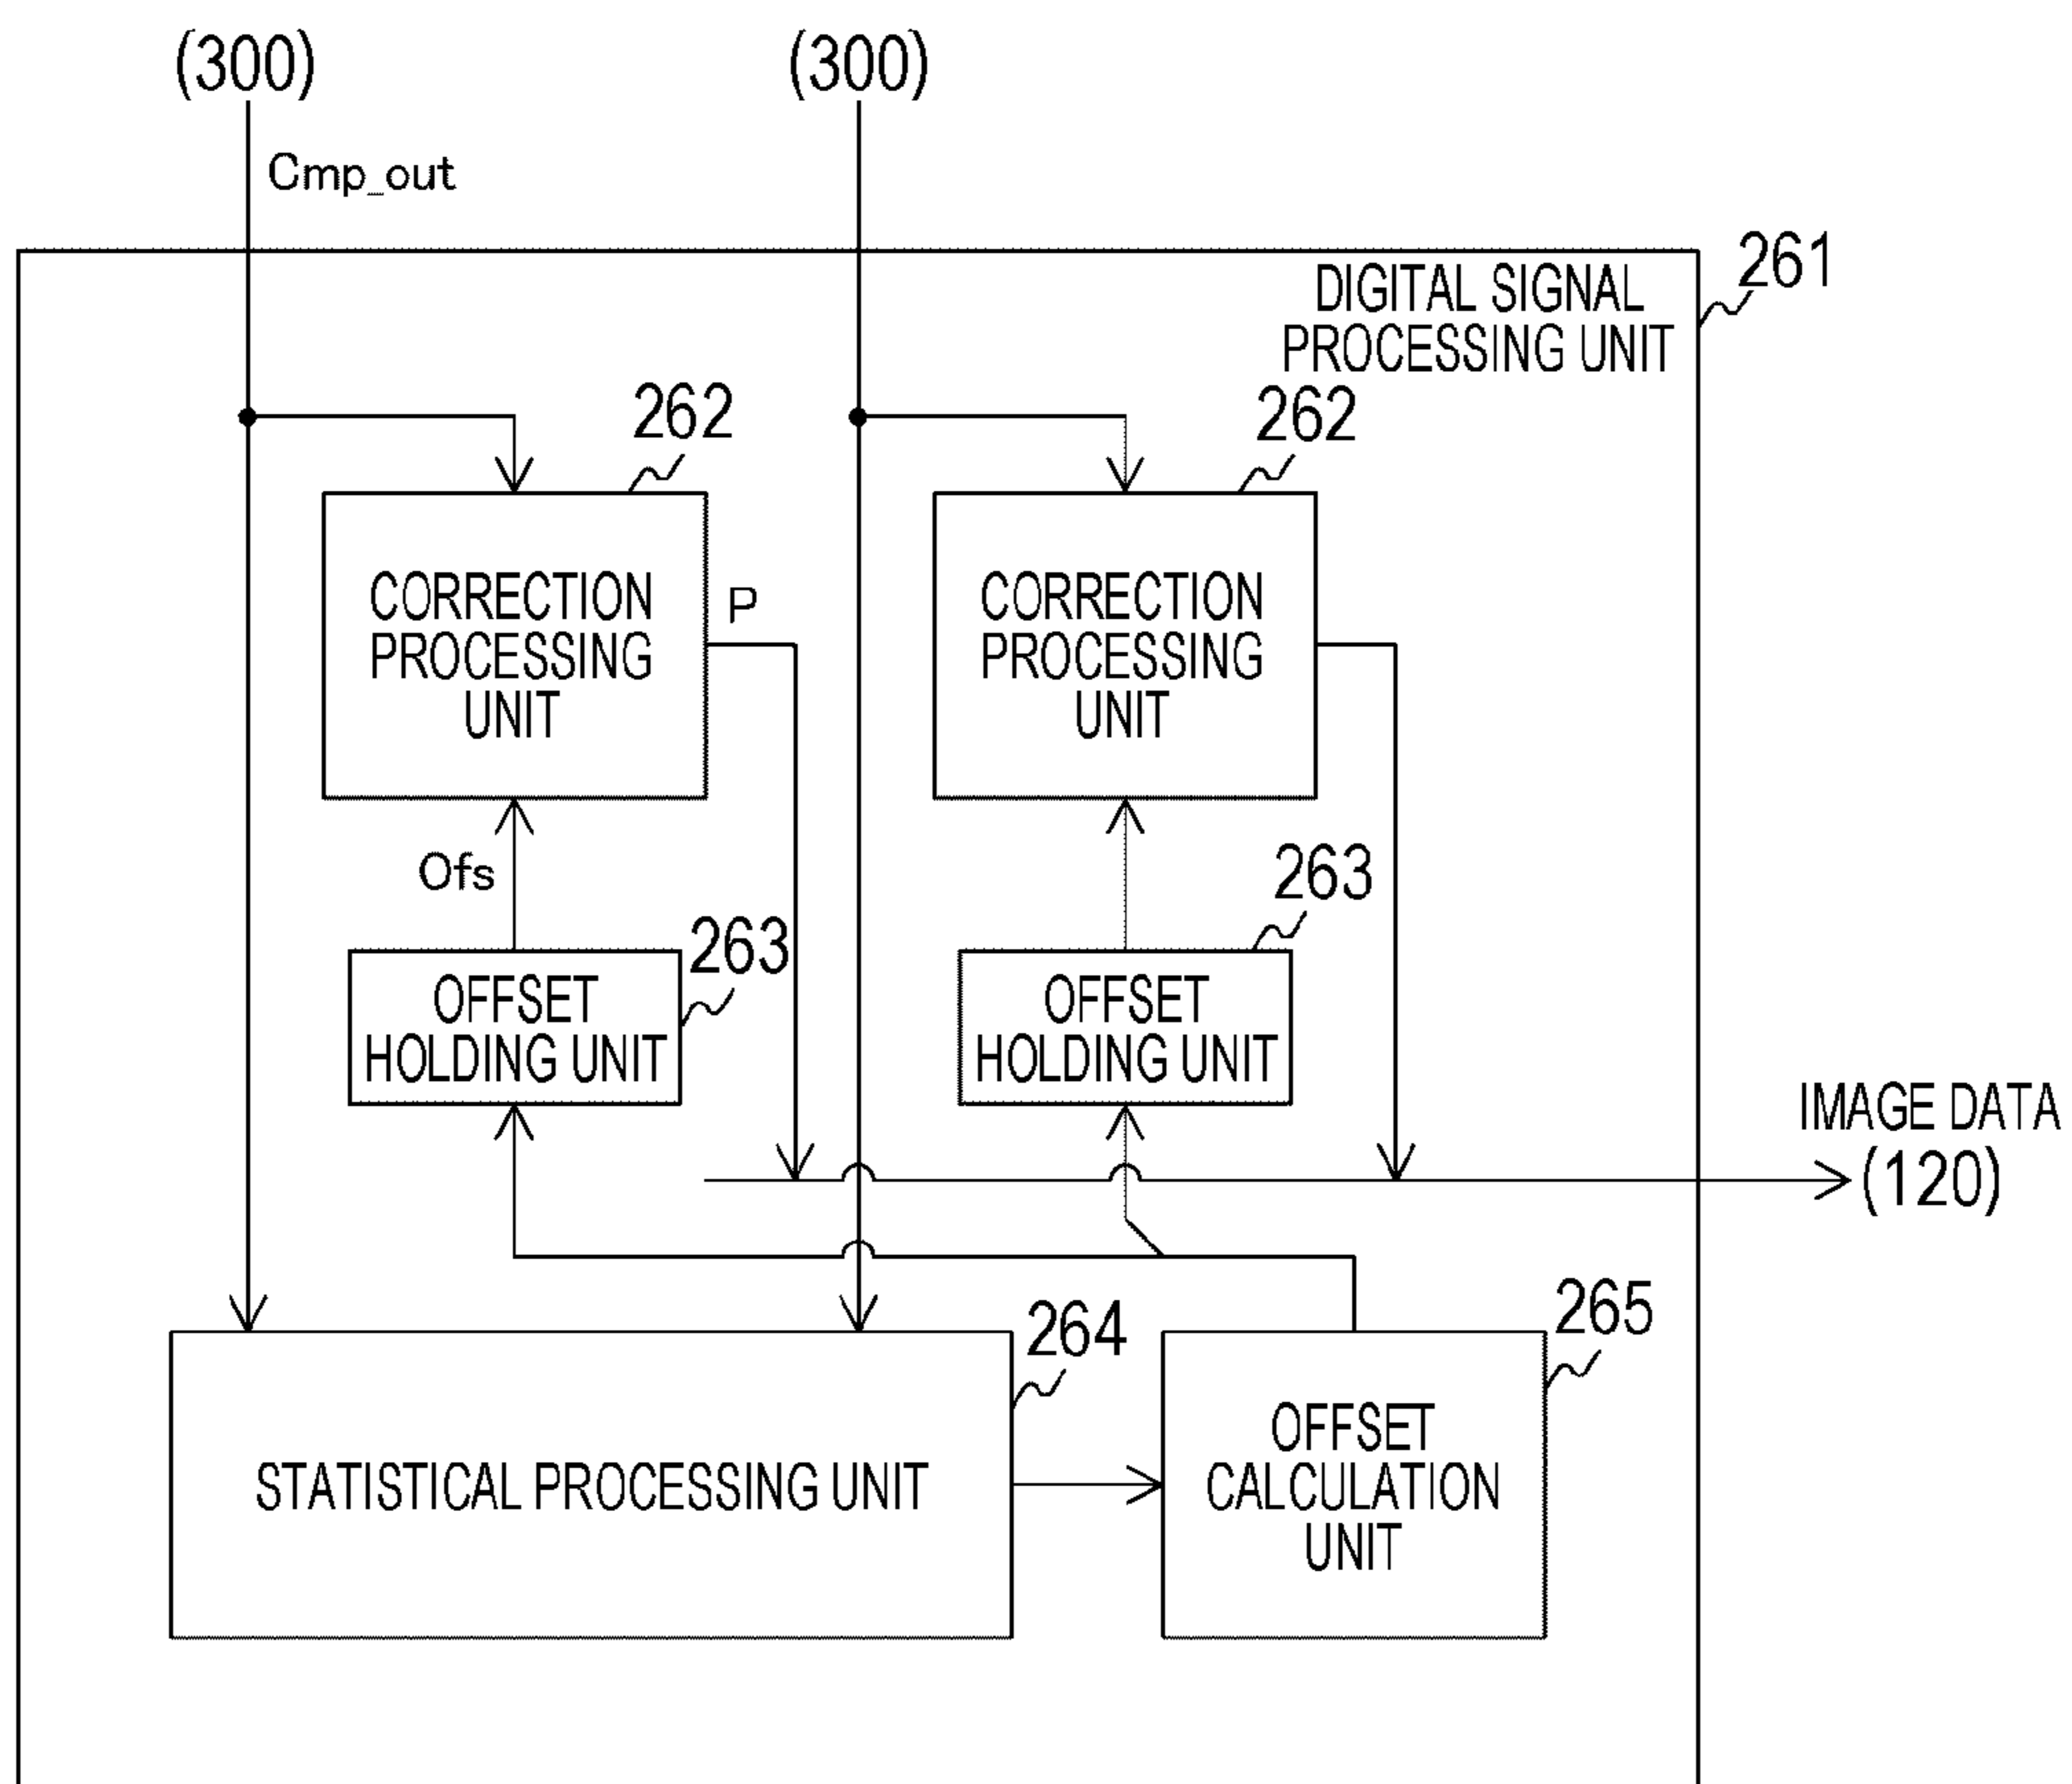 (300)
(300)
Cmp_out
DIGITAL SIGNAL
PROCESSING UNIT
261
262
262
CORRECTION
PROCESSING
UNIT
P
CORRECTION
PROCESSING
UNIT
Ofs
263
263
OFFSET
HOLDING UNIT
OFFSET
HOLDING UNIT
IMAGE DATA
(120)
264
265
STATISTICAL PROCESSING UNIT
OFFSET
CALCULATION
UNIT